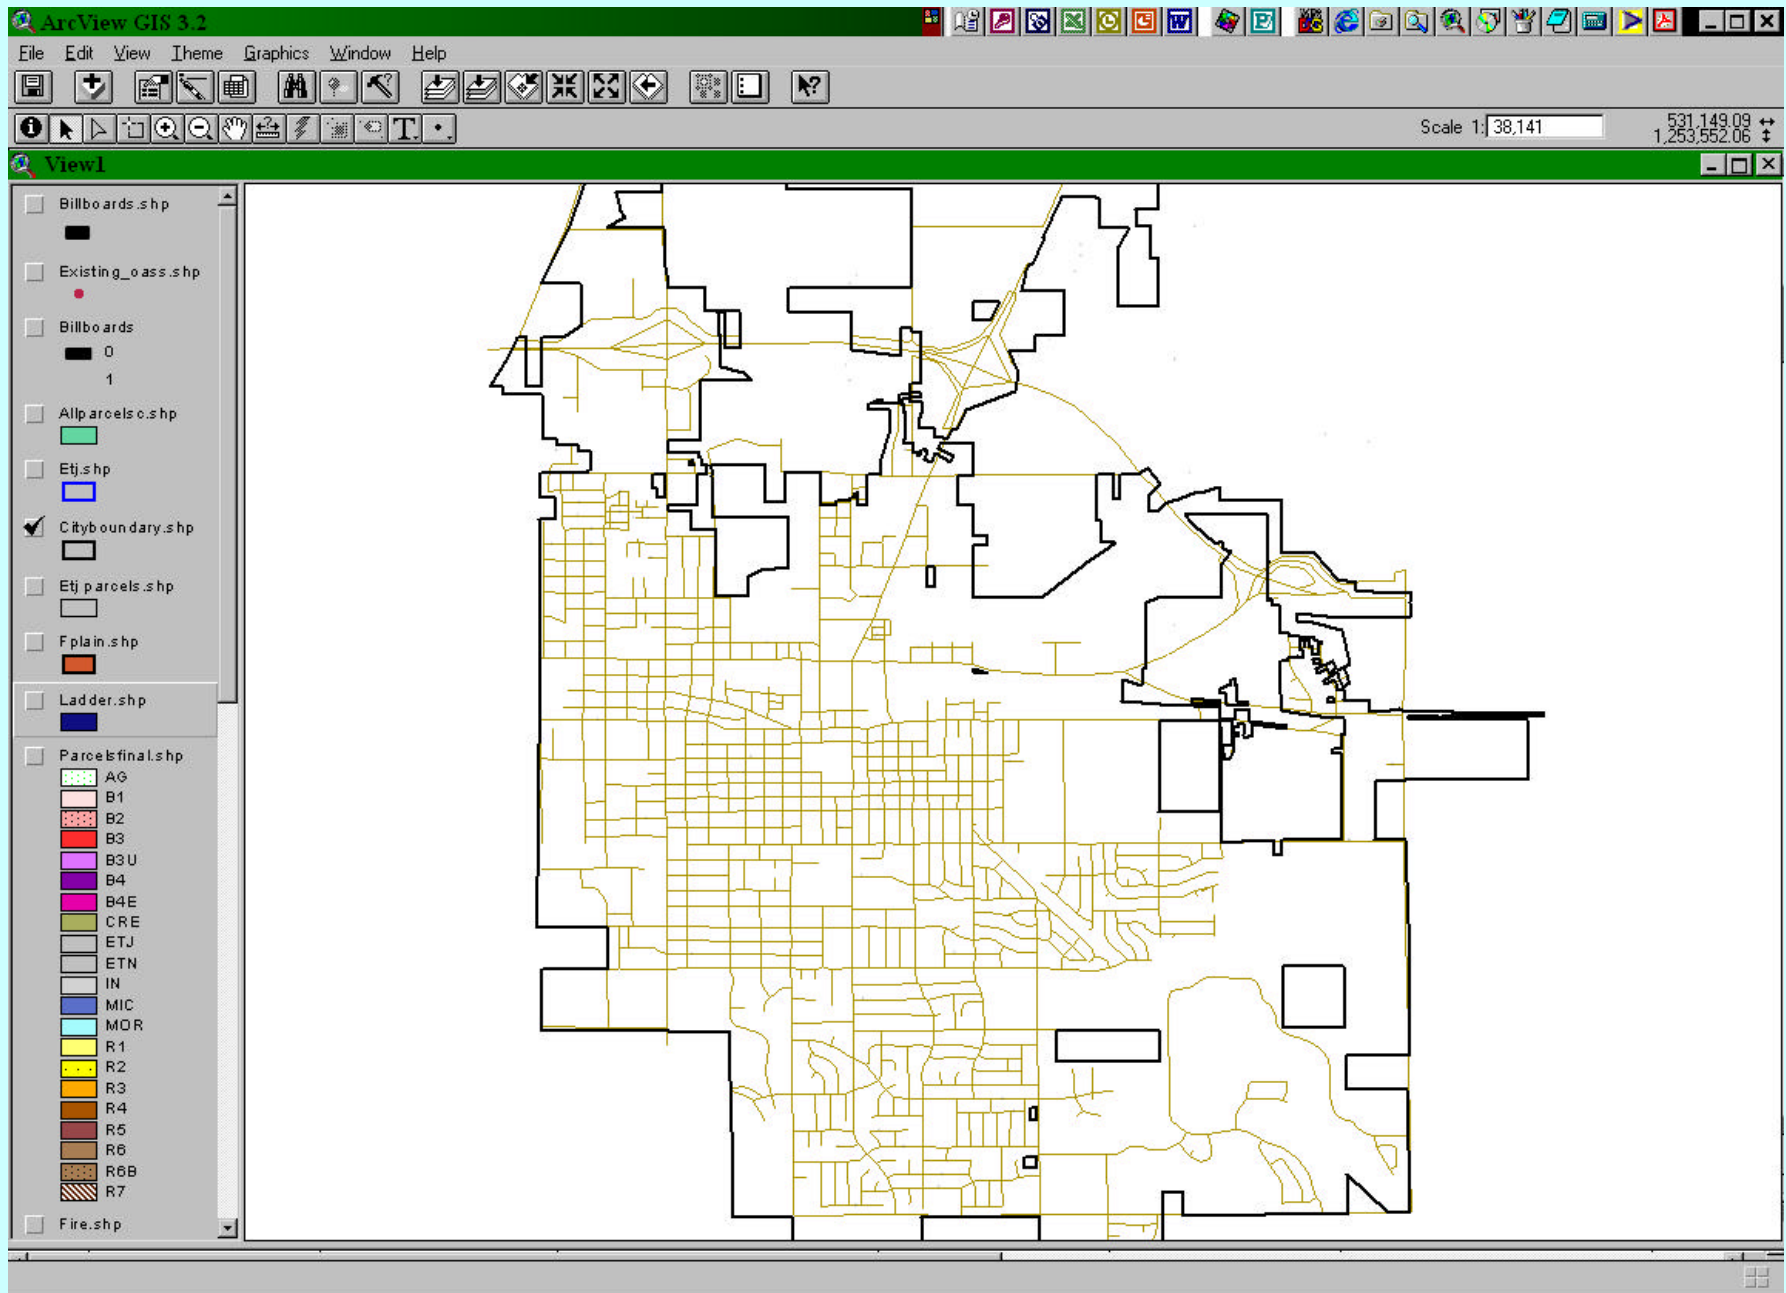 ArcView GIS 3.2
File Edit View Theme Graphics Window Help
Scale 1: 38,141
531,149.09
1,253,552.06
View1
Billboards.shp
Existing_oass.shp
Billboards
0
1
Allparcelsc.shp
Etj.shp
Cityboundary.shp
Etj parcels.shp
Fplain.shp
Ladder.shp
Parcelsfinal.shp
AG
B1
B2
B3
B3U
B4
B4E
CRE
ETJ
ETN
IN
MIC
MOR
R1
R2
R3
R4
R5
R6
R6B
R7
Fire.shp